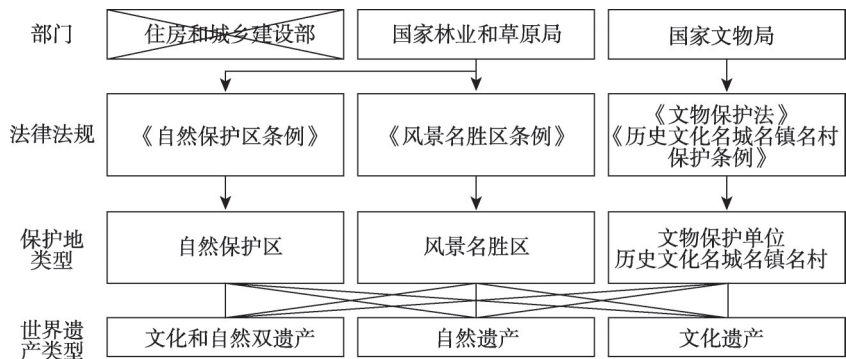 部门
住房和城乡建设部
国家林业和草原局
国家文物局
法律法规
《自然保护区条例》
《风景名胜区条例》
《文物保护法》
《历史文化名城名镇名村
保护条例》
保护地
类型
自然保护区
风景名胜区
文物保护单位
历史文化名城名镇名村
世界遗
产类型
文化和自然双遗产
自然遗产
文化遗产